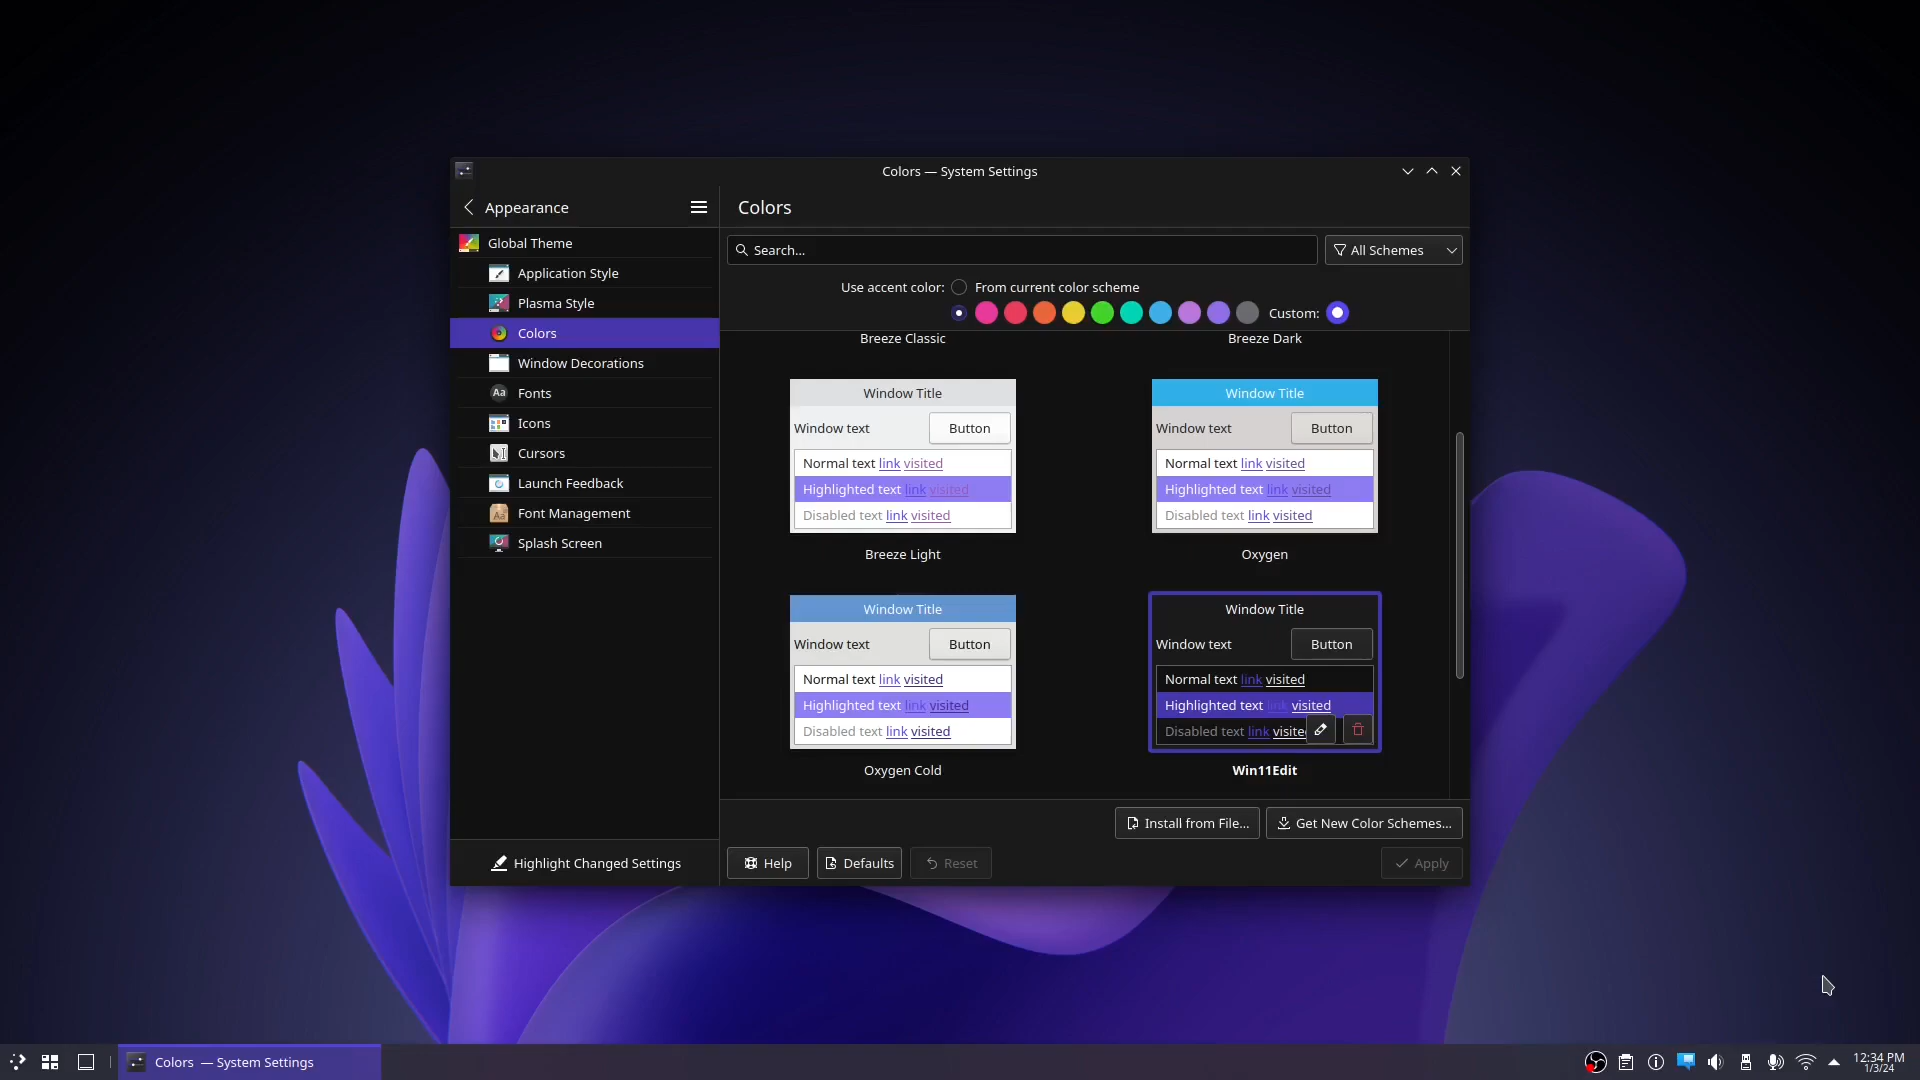 Colors — System Settings
Appearance
Colors
Global Theme
Application Style
Plasma Style
Colors
Window Decorations
Fonts
Icons
Cursors
Launch Feedback
Font Management
Splash Screen
Highlight Changed Settings
Search...
All Schemes
Use accent color:
From current color scheme
Custom:
Breeze Classic
Breeze Dark
Window Title
Window text
Button
Normal text link visited
Highlighted text link visited
Disabled text link visited
Breeze Light
Window Title
Window text
Button
Normal text link visited
Highlighted text link visited
Disabled text link visited
Oxygen
Window Title
Window text
Button
Normal text link visited
Highlighted text link visited
Disabled text link visited
Oxygen Cold
Window Title
Window text
Button
Normal text link visited
Highlighted text link visited
Disabled text link visite
Win11Edit
Install from File...
Get New Color Schemes...
Help
Defaults
Reset
Apply
Colors — System Settings
12:34 PM
1/3/24